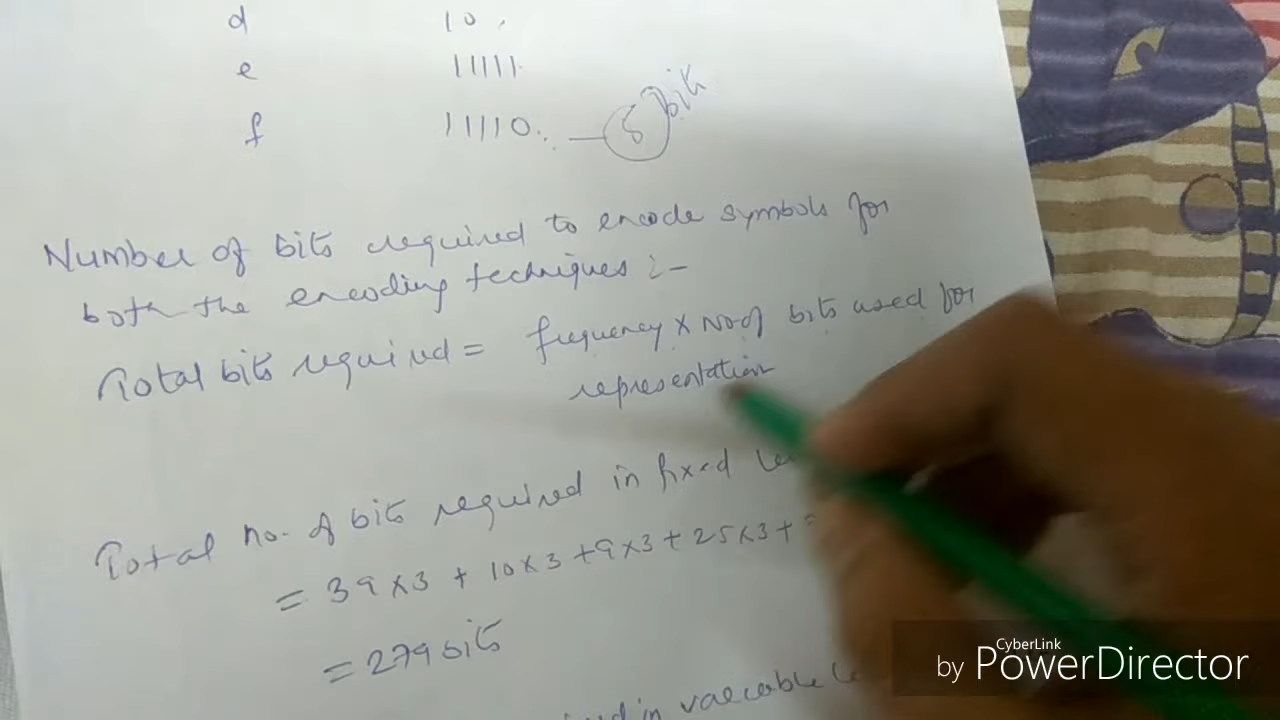 d 10.
e 11111.
f 11110. — 5 bit
Number of bits required to encode symbols for
both the encoding techniques :-
Total bits required = frequency × No. of bits used for
representation
Total no. of bits required in fixed
= 39×3 + 10×3 + 9×3 + 25×3 +
= 279 bits
in variable
CyberLink
by PowerDirector